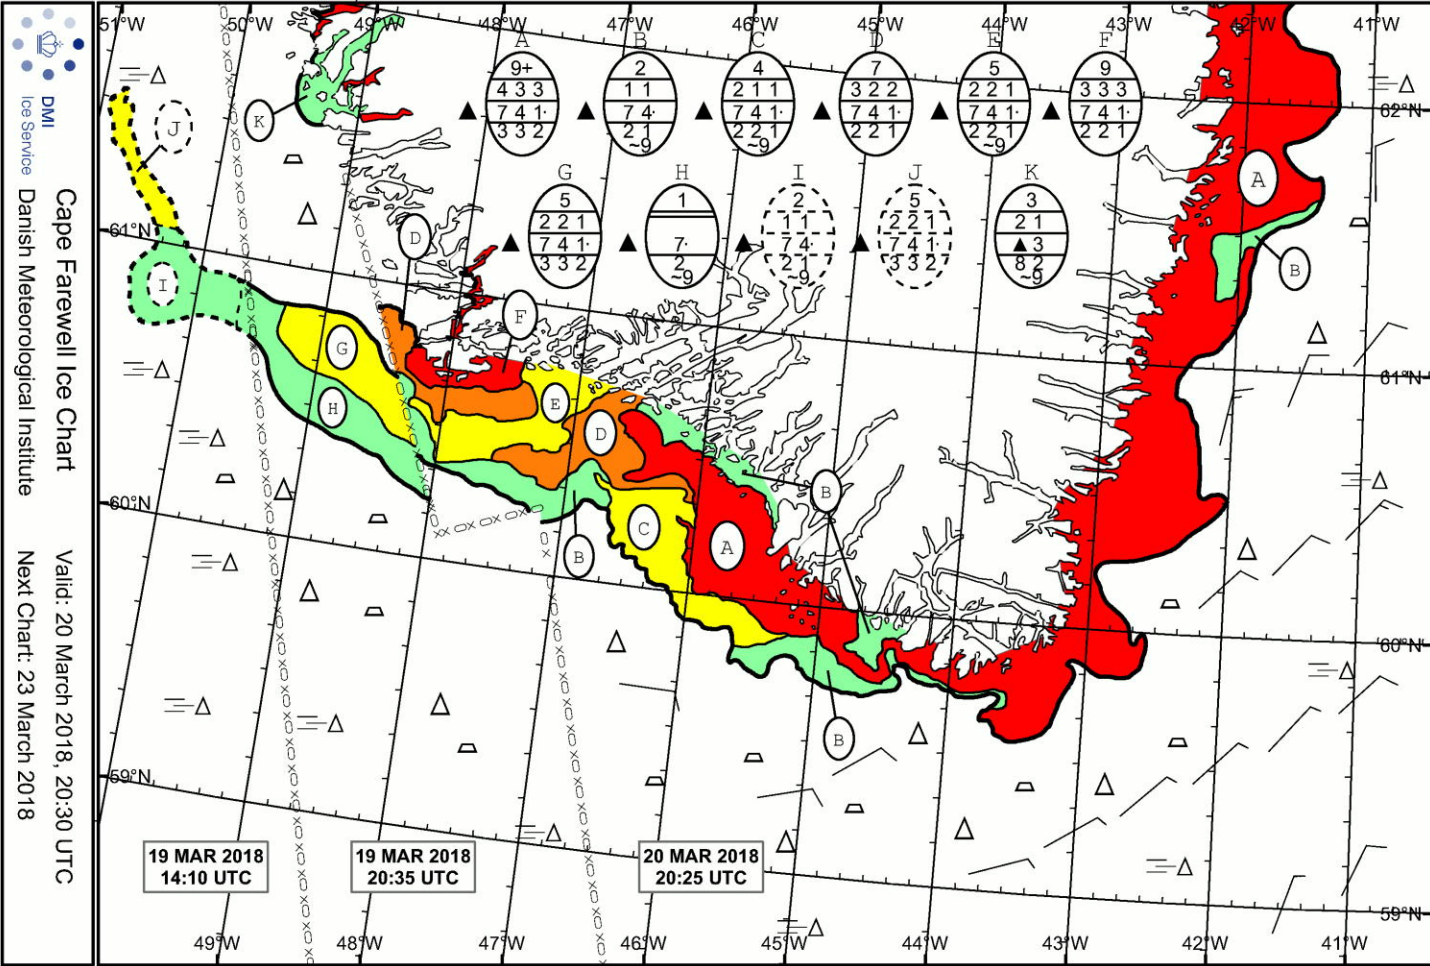 DMI
Ice Service
Cape Farewell Ice Chart
Danish Meteorological Institute
Valid: 20 March 2018, 20:30 UTC
Next Chart: 23 March 2018
51°W 50°W 49°W 48°W 47°W 46°W 45°W 44°W 43°W 42°W 41°W
A B C D E F
9+ 2 4 7 5 9
4 3 3 1 1 2 1 1 3 2 2 2 2 1 3 3 3
7 4 1· 7 4· 7 4 1· 7 4 1· 7 4 1· 7 4 1·
3 3 2 2 1 2 2 1 2 2 1 2 2 1 2 2 1
~9 ~9 ~9
G H I J K
5 1 2 5 3
2 2 1 1 1 2 2 1 2 1
7 4 1· 7· 7 4· 7 4 1· ▲ 3
3 3 2 2 2 1 3 3 2 8 2
~9 ~9 ~9
62°N
K
J
A
D
61°N
B
I
F
G
61°N
H
E
D
B
60°N
C
A
B
60°N
B
59°N
19 MAR 2018
14:10 UTC
19 MAR 2018
20:35 UTC
20 MAR 2018
20:25 UTC
59°N
49°W 48°W 47°W 46°W 45°W 44°W 43°W 42°W 41°W